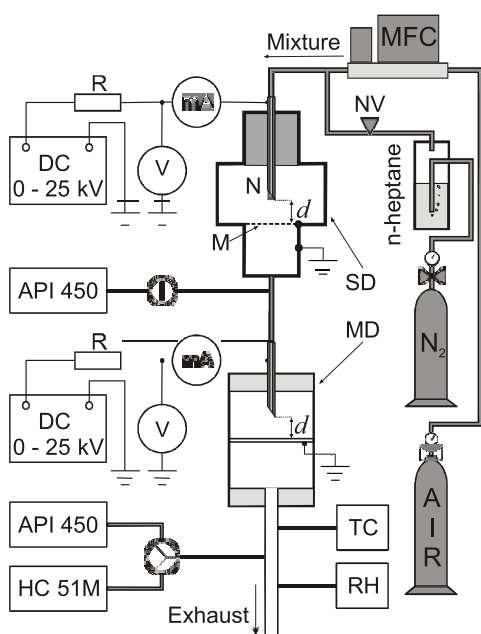 Mixture
MFC
R
mA
NV
DC
0 - 25 kV
V
N
d
n-heptane
M
SD
API 450
N2
MD
R
mA
DC
0 - 25 kV
V
d
AIR
API 450
TC
HC 51M
RH
Exhaust